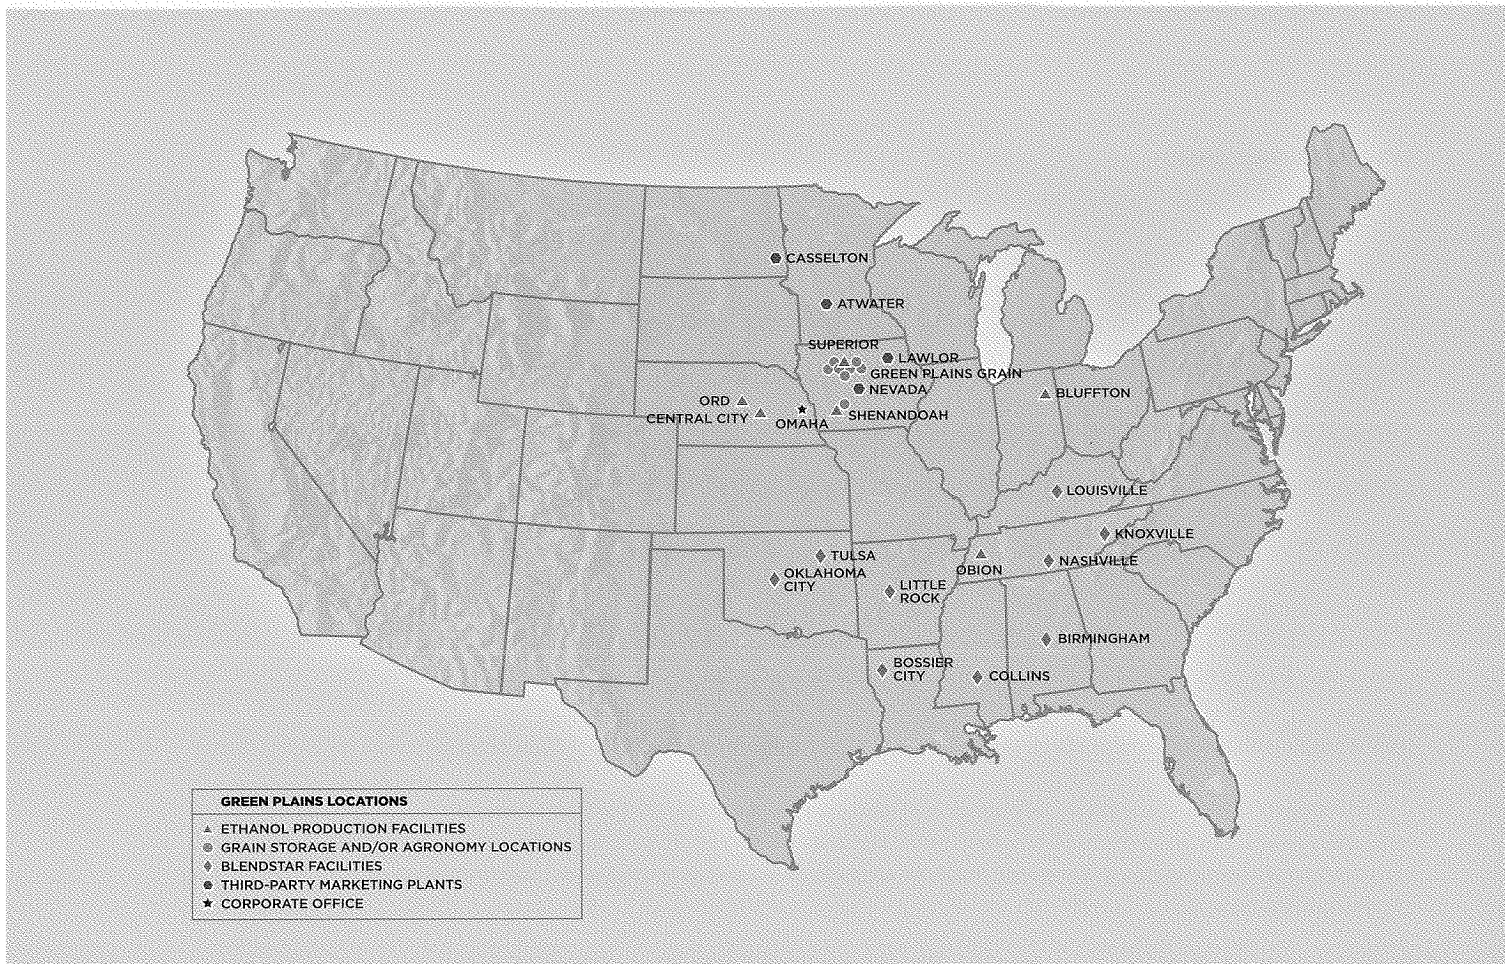 CASSELTON
ATWATER
SUPERIOR
LAWLOR
GREEN PLAINS GRAIN
NEVADA
ORD
BLUFFTON
CENTRAL CITY
OMAHA
SHENANDOAH
LOUISVILLE
KNOXVILLE
TULSA
NASHVILLE
OBION
OKLAHOMA
CITY
LITTLE
ROCK
BIRMINGHAM
BOSSIER
CITY
COLLINS
GREEN PLAINS LOCATIONS
ETHANOL PRODUCTION FACILITIES
GRAIN STORAGE AND/OR AGRONOMY LOCATIONS
BLENDSTAR FACILITIES
THIRD-PARTY MARKETING PLANTS
CORPORATE OFFICE